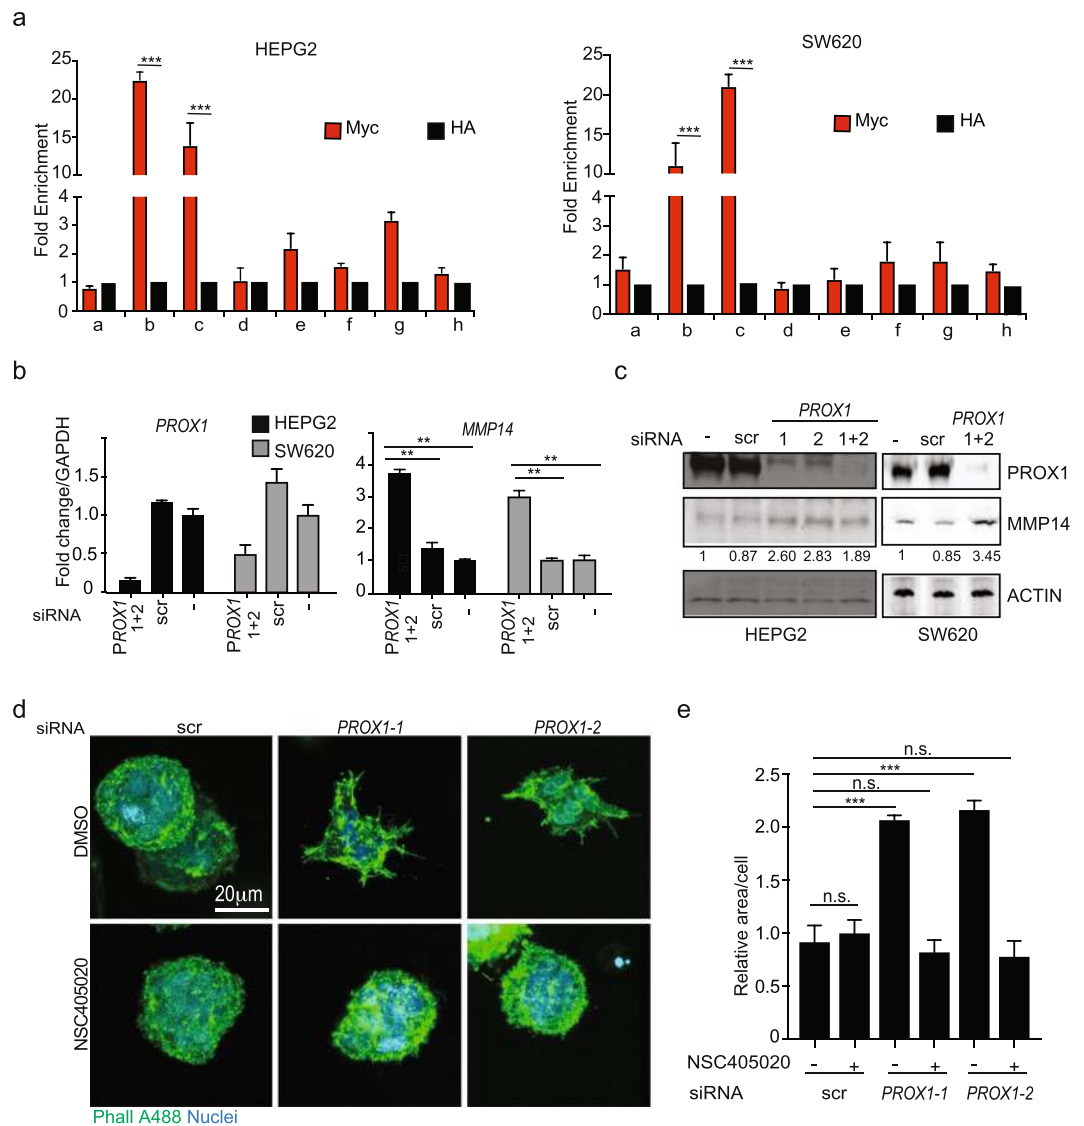 a
HEPG2
SW620
Fold Enrichment
25
20
15
10
4
3
2
1
0
***
***
Myc
HA
a b c d e f g h
Fold Enrichment
25
20
15
10
4
3
2
1
0
***
***
Myc
HA
a b c d e f g h
b
PROX1
HEPG2
SW620
Fold change/GAPDH
1.5
1.0
0.5
0
siRNA
PROX1 1+2
scr
-
PROX1 1+2
scr
-
MMP14
4
3
2
1
0
**
**
**
**
scr
PROX1 1+2
scr
-
PROX1 1+2
scr
-
c
PROX1
PROX1
siRNA - scr 1 2 1+2
- scr 1+2
PROX1
MMP14
1 0.87 2.60 2.83 1.89
1 0.85 3.45
ACTIN
HEPG2
SW620
d
siRNA scr PROX1-1 PROX1-2
DMSO
20μm
NSC405020
Phall A488 Nuclei
e
Relative area/cell
2.5
2.0
1.5
1.0
0.5
0
n.s.
***
n.s.
***
n.s.
NSC405020 - + - + - +
siRNA scr PROX1-1 PROX1-2